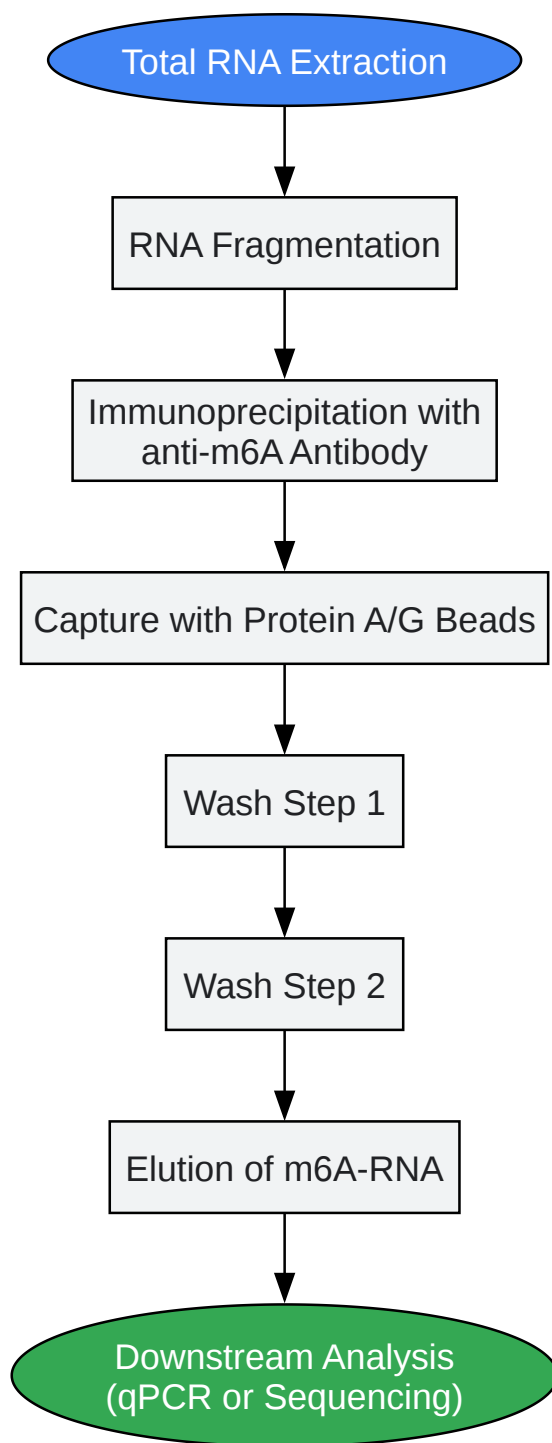 Total RNA Extraction
RNA Fragmentation
Immunoprecipitation with
anti-m6A Antibody
Capture with Protein A/G Beads
Wash Step 1
Wash Step 2
Elution of m6A-RNA
Downstream Analysis
(qPCR or Sequencing)